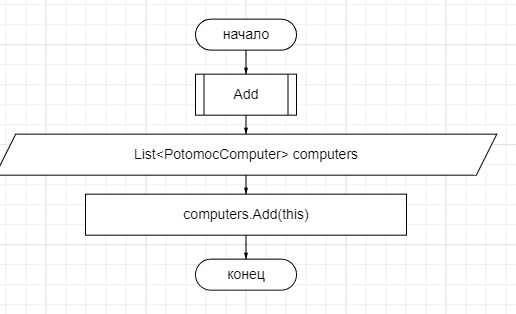 начало
Add
List<PotomocComputer> computers
computers.Add(this)
конец